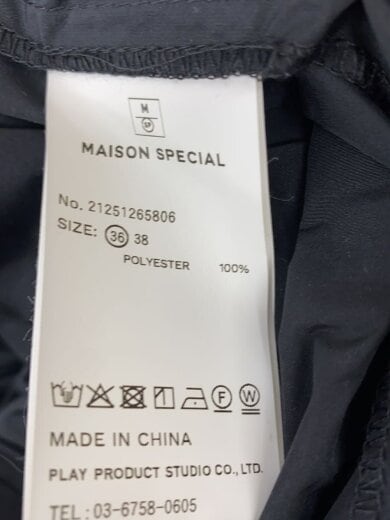 M
SP
MAISON SPECIAL
No. 21251265806
SIZE: 36 38
POLYESTER 100%
F W
MADE IN CHINA
PLAY PRODUCT STUDIO CO., LTD.
TEL : 03-6758-0605